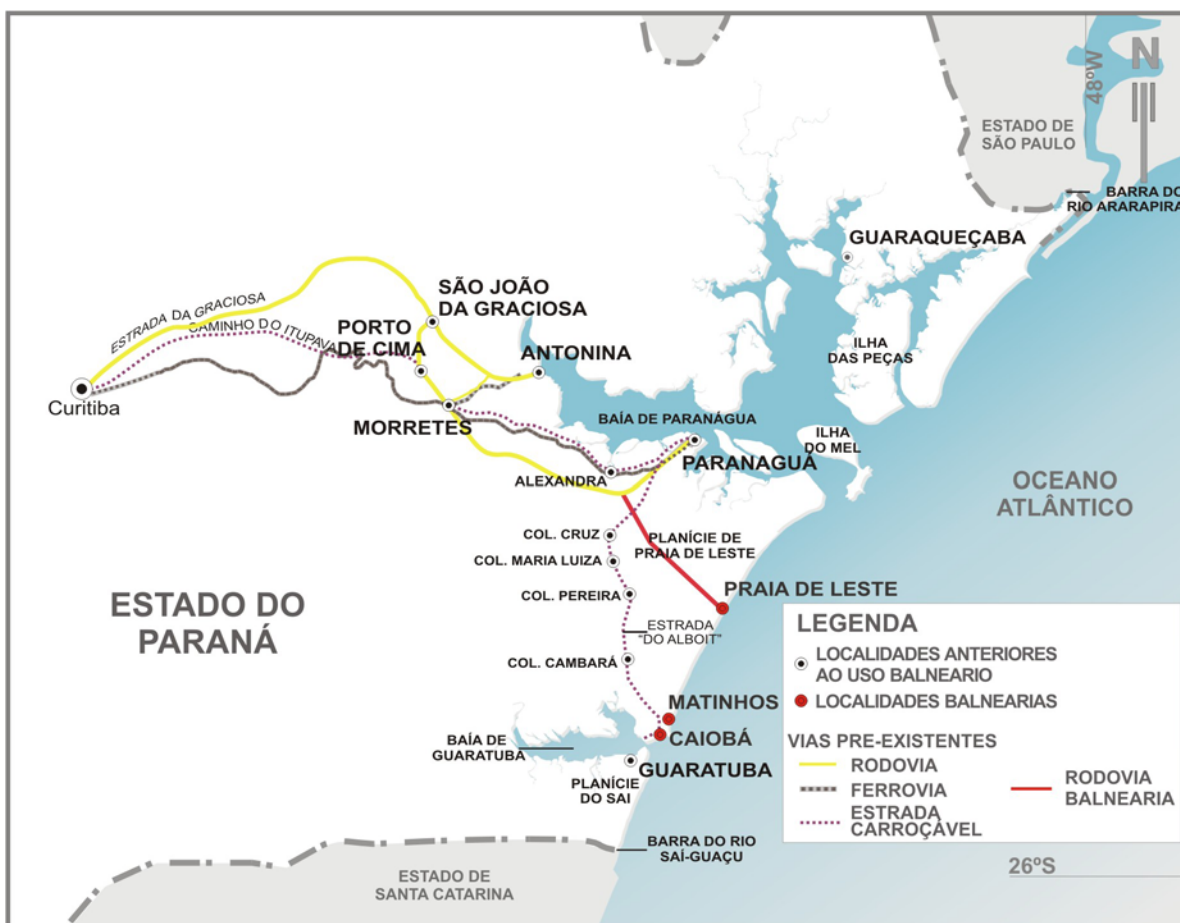 48ºW
N
ESTADO DE
SÃO PAULO
BARRA DO
RIO ARARAPIRA
GUARAQUEÇABA
ESTRADA DA GRACIOSA
CAMINHO DO ITUPAVA
SÃO JOÃO
DA GRACIOSA
PORTO
DE CIMA
ANTONINA
ILHA
DAS PEÇAS
Curitiba
MORRETES
BAÍA DE PARANÁGUA
ILHA
DO MEL
PARANAGUÁ
ALEXANDRA
OCEANO
ATLÂNTICO
COL. CRUZ
PLANÍCIE DE
PRAIA DE LESTE
COL. MARIA LUIZA
PRAIA DE LESTE
COL. PEREIRA
ESTADO DO
PARANÁ
ESTRADA
"DO ALBOIT"
COL. CAMBARÁ
MATINHOS
CAIOBÁ
BAÍA DE
GUARATUBA
GUARATUBA
PLANÍCIE
DO SAI
BARRA DO RIO
SAÍ-GUAÇU
ESTADO DE
SANTA CATARINA
LEGENDA
LOCALIDADES ANTERIORES
AO USO BALNEARIO
LOCALIDADES BALNEARIAS
VIAS PRE-EXISTENTES
RODOVIA
FERROVIA
ESTRADA
CARROÇÁVEL
RODOVIA
BALNEARIA
26ºS